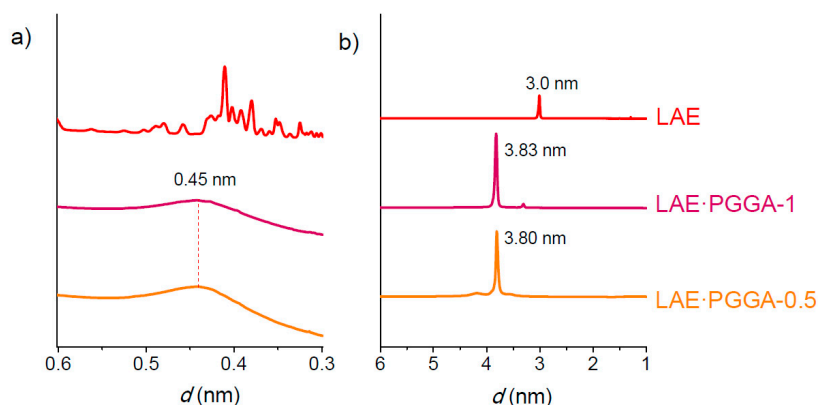 a)
0.45 nm
0.6
0.45
0.4
0.3
d (nm)
b)
3.0 nm
LAE
3.83 nm
LAE·PGGA-1
3.80 nm
LAE·PGGA-0.5
6
5
4
3
2
1
d (nm)